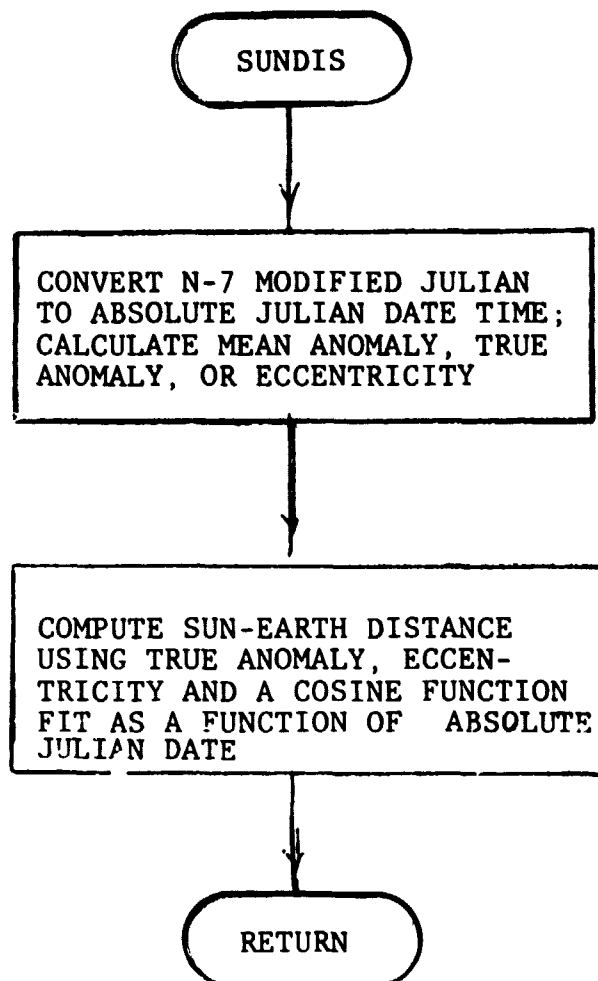 SUNDIS
CONVERT N-7 MODIFIED JULIAN
TO ABSOLUTE JULIAN DATE TIME;
CALCULATE MEAN ANOMALY, TRUE
ANOMALY, OR ECCENTRICITY
COMPUTE SUN-EARTH DISTANCE
USING TRUE ANOMALY, ECCEN-
TRICITY AND A COSINE FUNCTION
FIT AS A FUNCTION OF ABSOLUTE
JULIAN DATE
RETURN